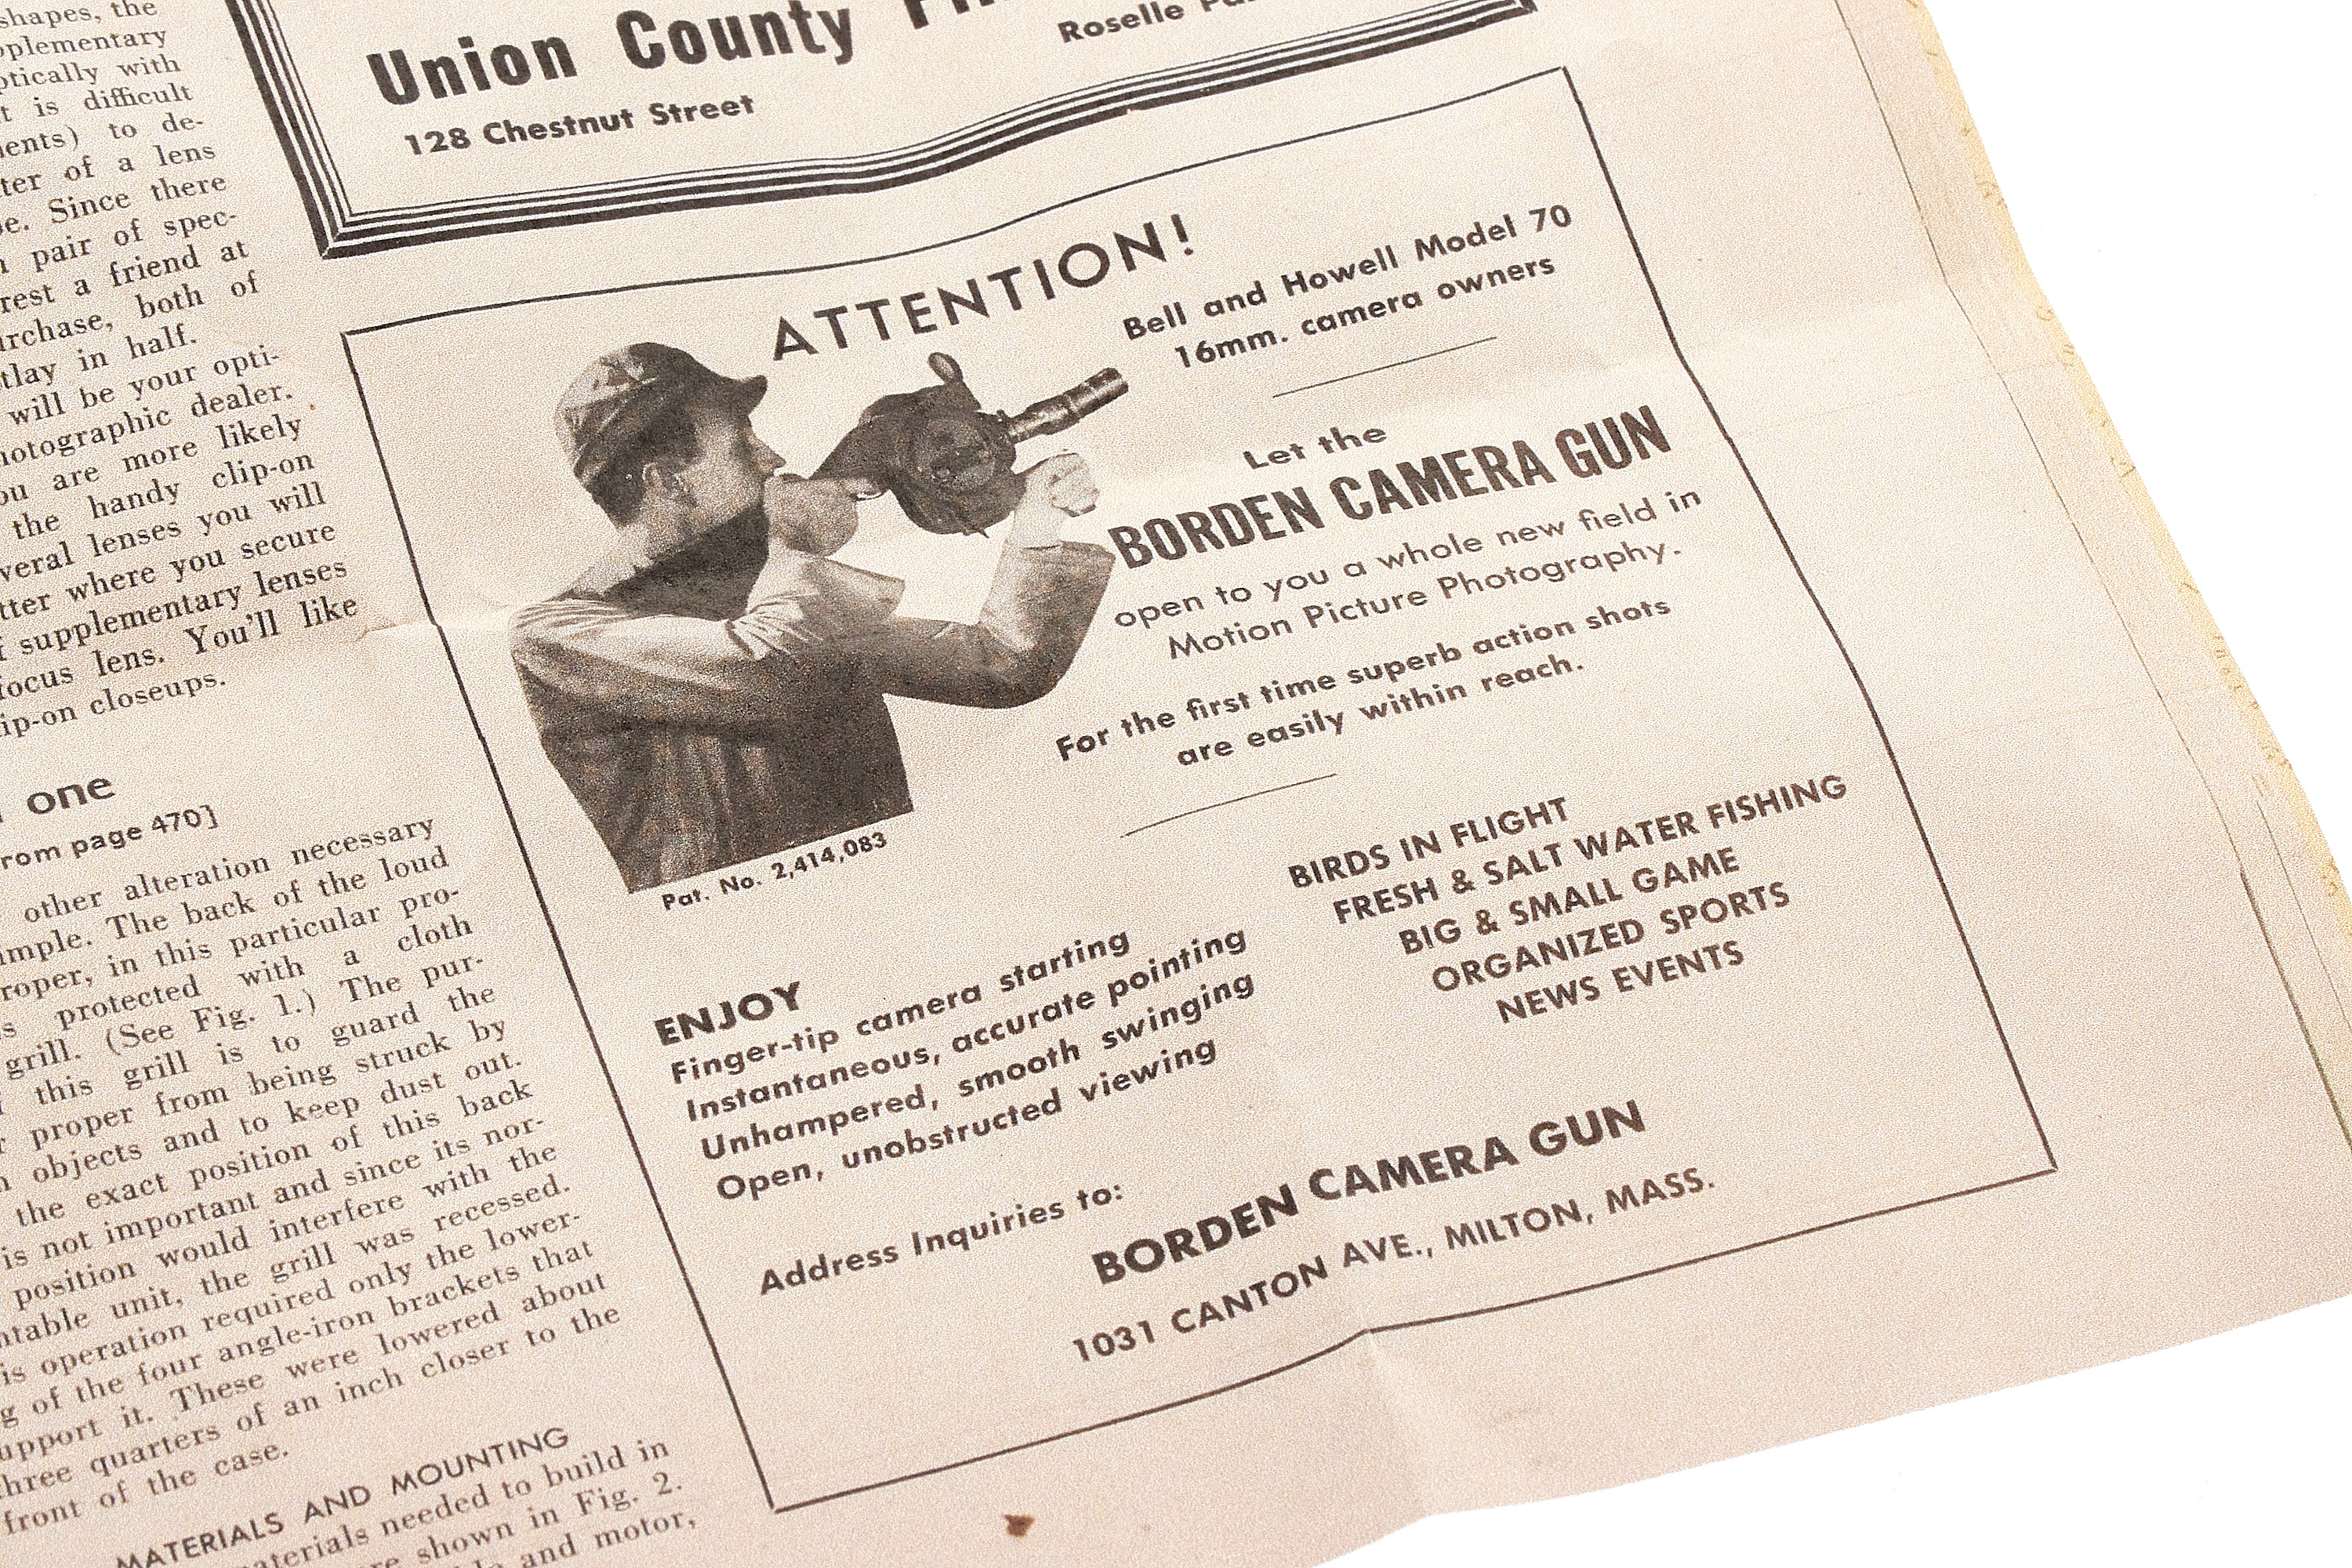 shapes, the
plementary
ptically with
t is difficult
ents) to de-
ter of a lens
e. Since there
pair of spec-
rest a friend at
rchase, both of
tlay in half.
will be your opti-
hotographic dealer.
ou are more likely
the handy clip-on
veral lenses you will
tter where you secure
f supplementary lenses
focus lens. You'll like
ip-on closeups.
one
rom page 470]
other alteration necessary
imple. The back of the loud
roper, in this particular pro-
s protected with a cloth
grill. (See Fig. 1.) The pur-
this grill is to guard the
r proper from being struck by
n objects and to keep dust out.
the exact position of this back
is not important and since its nor-
position would interfere with the
ntable unit, the grill was recessed.
is operation required only the lower-
g of the four angle-iron brackets that
upport it. These were lowered about
hree quarters of an inch closer to the
front of the case.
MATERIALS AND MOUNTING
aterials needed to build in
re shown in Fig. 2.
and motor,
Union County
Roselle
128 Chestnut Street
ATTENTION!
Bell and Howell Model 70
16mm. camera owners
Let the
BORDEN CAMERA GUN
open to you a whole new field in
Motion Picture Photography.
For the first time superb action shots
are easily within reach.
Pat. No. 2,414,083
BIRDS IN FLIGHT
FRESH & SALT WATER FISHING
BIG & SMALL GAME
ORGANIZED SPORTS
NEWS EVENTS
ENJOY
Finger-tip camera starting
Instantaneous, accurate pointing
Unhampered, smooth swinging
Open, unobstructed viewing
Address Inquiries to:
BORDEN CAMERA GUN
1031 CANTON AVE., MILTON, MASS.